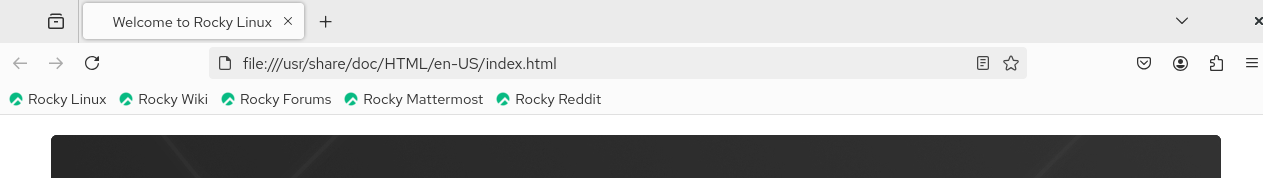 Welcome to Rocky Linux
file:///usr/share/doc/HTML/en-US/index.html
Rocky Linux Rocky Wiki Rocky Forums Rocky Mattermost Rocky Reddit